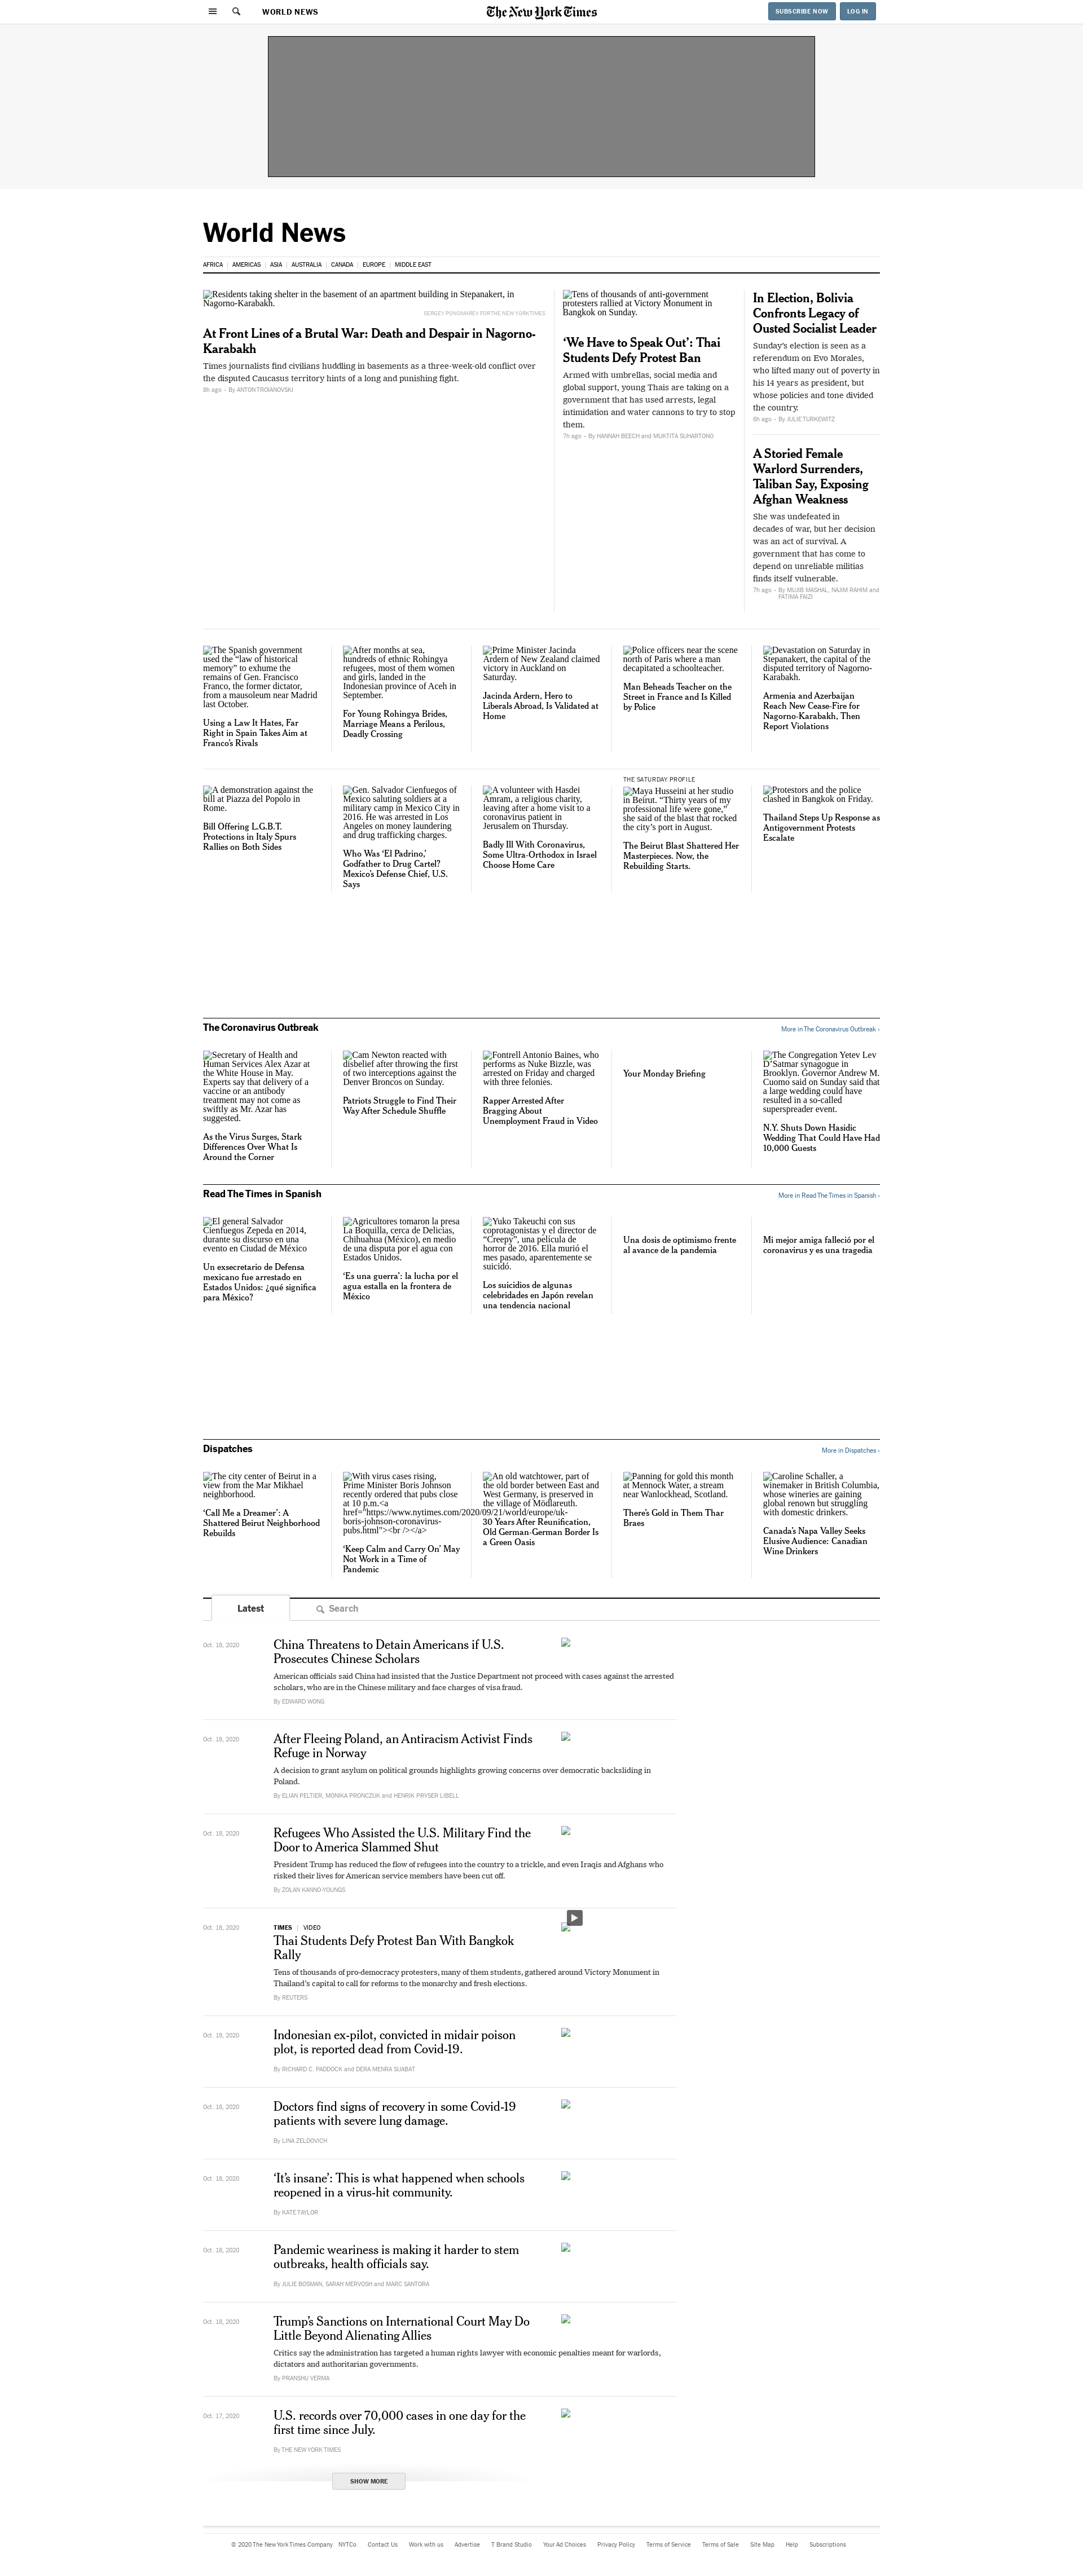 WORLD NEWS
The New York Times
SUBSCRIBE NOW
LOG IN
World News
AFRICA
AMERICAS
ASIA
AUSTRALIA
CANADA
EUROPE
MIDDLE EAST
Residents taking shelter in the basement of an apartment building in Stepanakert, in
Nagorno-Karabakh.
SERGEY PONOMAREV FOR THE NEW YORK TIMES
At Front Lines of a Brutal War: Death and Despair in Nagorno-
Karabakh
Times journalists find civilians huddling in basements as a three-week-old conflict over
the disputed Caucasus territory hints of a long and punishing fight.
8h ago – By ANTON TROIANOVSKI
Tens of thousands of anti-government
protesters rallied at Victory Monument in
Bangkok on Sunday.
‘We Have to Speak Out’: Thai
Students Defy Protest Ban
Armed with umbrellas, social media and
global support, young Thais are taking on a
government that has used arrests, legal
intimidation and water cannons to try to stop
them.
7h ago – By HANNAH BEECH and MUKTITA SUHARTONO
In Election, Bolivia
Confronts Legacy of
Ousted Socialist Leader
Sunday’s election is seen as a
referendum on Evo Morales,
who lifted many out of poverty in
his 14 years as president, but
whose policies and tone divided
the country.
6h ago – By JULIE TURKEWITZ
A Storied Female
Warlord Surrenders,
Taliban Say, Exposing
Afghan Weakness
She was undefeated in
decades of war, but her decision
was an act of survival. A
government that has come to
depend on unreliable militias
finds itself vulnerable.
7h ago – By MUJIB MASHAL, NAJIM RAHIM and
FATIMA FAIZI
The Spanish government
used the “law of historical
memory” to exhume the
remains of Gen. Francisco
Franco, the former dictator,
from a mausoleum near Madrid
last October.
Using a Law It Hates, Far
Right in Spain Takes Aim at
Franco’s Rivals
After months at sea,
hundreds of ethnic Rohingya
refugees, most of them women
and girls, landed in the
Indonesian province of Aceh in
September.
For Young Rohingya Brides,
Marriage Means a Perilous,
Deadly Crossing
Prime Minister Jacinda
Ardern of New Zealand claimed
victory in Auckland on
Saturday.
Jacinda Ardern, Hero to
Liberals Abroad, Is Validated at
Home
Police officers near the scene
north of Paris where a man
decapitated a schoolteacher.
Man Beheads Teacher on the
Street in France and Is Killed
by Police
Devastation on Saturday in
Stepanakert, the capital of the
disputed territory of Nagorno-
Karabakh.
Armenia and Azerbaijan
Reach New Cease-Fire for
Nagorno-Karabakh, Then
Report Violations
A demonstration against the
bill at Piazza del Popolo in
Rome.
Bill Offering L.G.B.T.
Protections in Italy Spurs
Rallies on Both Sides
Gen. Salvador Cienfuegos of
Mexico saluting soldiers at a
military camp in Mexico City in
2016. He was arrested in Los
Angeles on money laundering
and drug trafficking charges.
Who Was ‘El Padrino,’
Godfather to Drug Cartel?
Mexico’s Defense Chief, U.S.
Says
A volunteer with Hasdei
Amram, a religious charity,
leaving after a home visit to a
coronavirus patient in
Jerusalem on Thursday.
Badly Ill With Coronavirus,
Some Ultra-Orthodox in Israel
Choose Home Care
THE SATURDAY PROFILE
Maya Husseini at her studio
in Beirut. “Thirty years of my
professional life were gone,”
she said of the blast that rocked
the city’s port in August.
The Beirut Blast Shattered Her
Masterpieces. Now, the
Rebuilding Starts.
Protestors and the police
clashed in Bangkok on Friday.
Thailand Steps Up Response as
Antigovernment Protests
Escalate
The Coronavirus Outbreak
More in The Coronavirus Outbreak ›
Secretary of Health and
Human Services Alex Azar at
the White House in May.
Experts say that delivery of a
vaccine or an antibody
treatment may not come as
swiftly as Mr. Azar has
suggested.
As the Virus Surges, Stark
Differences Over What Is
Around the Corner
Cam Newton reacted with
disbelief after throwing the first
of two interceptions against the
Denver Broncos on Sunday.
Patriots Struggle to Find Their
Way After Schedule Shuffle
Fontrell Antonio Baines, who
performs as Nuke Bizzle, was
arrested on Friday and charged
with three felonies.
Rapper Arrested After
Bragging About
Unemployment Fraud in Video
Your Monday Briefing
The Congregation Yetev Lev
D’Satmar synagogue in
Brooklyn. Governor Andrew M.
Cuomo said on Sunday said that
a large wedding could have
resulted in a so-called
superspreader event.
N.Y. Shuts Down Hasidic
Wedding That Could Have Had
10,000 Guests
Read The Times in Spanish
More in Read The Times in Spanish ›
El general Salvador
Cienfuegos Zepeda en 2014,
durante su discurso en una
evento en Ciudad de México
Un exsecretario de Defensa
mexicano fue arrestado en
Estados Unidos: ¿qué significa
para México?
Agricultores tomaron la presa
La Boquilla, cerca de Delicias,
Chihuahua (México), en medio
de una disputa por el agua con
Estados Unidos.
‘Es una guerra’: la lucha por el
agua estalla en la frontera de
México
Yuko Takeuchi con sus
coprotagonistas y el director de
“Creepy”, una película de
horror de 2016. Ella murió el
mes pasado, aparentemente se
suicidó.
Los suicidios de algunas
celebridades en Japón revelan
una tendencia nacional
Una dosis de optimismo frente
al avance de la pandemia
Mi mejor amiga falleció por el
coronavirus y es una tragedia
Dispatches
More in Dispatches ›
The city center of Beirut in a
view from the Mar Mikhael
neighborhood.
‘Call Me a Dreamer’: A
Shattered Beirut Neighborhood
Rebuilds
With virus cases rising,
Prime Minister Boris Johnson
recently ordered that pubs close
at 10 p.m.<a
href="https://www.nytimes.com/2020/09/21/world/europe/uk-
boris-johnson-coronavirus-
pubs.html"><br /></a>
‘Keep Calm and Carry On’ May
Not Work in a Time of
Pandemic
An old watchtower, part of
the old border between East and
West Germany, is preserved in
the village of Mödlareuth.
30 Years After Reunification,
Old German-German Border Is
a Green Oasis
Panning for gold this month
at Mennock Water, a stream
near Wanlockhead, Scotland.
There’s Gold in Them Thar
Braes
Caroline Schaller, a
winemaker in British Columbia,
whose wineries are gaining
global renown but struggling
with domestic drinkers.
Canada’s Napa Valley Seeks
Elusive Audience: Canadian
Wine Drinkers
Latest
Search
Oct. 18, 2020
China Threatens to Detain Americans if U.S.
Prosecutes Chinese Scholars
American officials said China had insisted that the Justice Department not proceed with cases against the arrested
scholars, who are in the Chinese military and face charges of visa fraud.
By EDWARD WONG
Oct. 18, 2020
After Fleeing Poland, an Antiracism Activist Finds
Refuge in Norway
A decision to grant asylum on political grounds highlights growing concerns over democratic backsliding in
Poland.
By ELIAN PELTIER, MONIKA PRONCZUK and HENRIK PRYSER LIBELL
Oct. 18, 2020
Refugees Who Assisted the U.S. Military Find the
Door to America Slammed Shut
President Trump has reduced the flow of refugees into the country to a trickle, and even Iraqis and Afghans who
risked their lives for American service members have been cut off.
By ZOLAN KANNO-YOUNGS
Oct. 18, 2020
TIMES
VIDEO
Thai Students Defy Protest Ban With Bangkok
Rally
Tens of thousands of pro-democracy protesters, many of them students, gathered around Victory Monument in
Thailand’s capital to call for reforms to the monarchy and fresh elections.
By REUTERS
Oct. 18, 2020
Indonesian ex-pilot, convicted in midair poison
plot, is reported dead from Covid-19.
By RICHARD C. PADDOCK and DERA MENRA SIJABAT
Oct. 18, 2020
Doctors find signs of recovery in some Covid-19
patients with severe lung damage.
By LINA ZELDOVICH
Oct. 18, 2020
‘It’s insane’: This is what happened when schools
reopened in a virus-hit community.
By KATE TAYLOR
Oct. 18, 2020
Pandemic weariness is making it harder to stem
outbreaks, health officials say.
By JULIE BOSMAN, SARAH MERVOSH and MARC SANTORA
Oct. 18, 2020
Trump’s Sanctions on International Court May Do
Little Beyond Alienating Allies
Critics say the administration has targeted a human rights lawyer with economic penalties meant for warlords,
dictators and authoritarian governments.
By PRANSHU VERMA
Oct. 17, 2020
U.S. records over 70,000 cases in one day for the
first time since July.
By THE NEW YORK TIMES
SHOW MORE
© 2020 The New York Times Company
NYTCo
Contact Us
Work with us
Advertise
T Brand Studio
Your Ad Choices
Privacy Policy
Terms of Service
Terms of Sale
Site Map
Help
Subscriptions